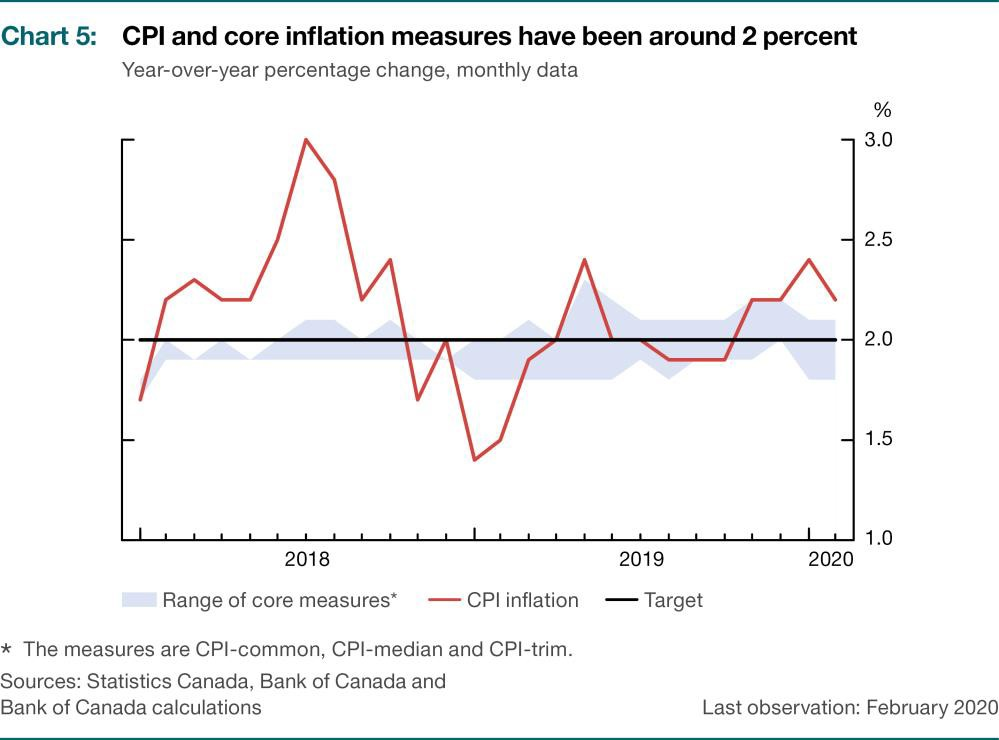 Chart 5: CPI and core inflation measures have been around 2 percent
Year-over-year percentage change, monthly data
%
3.0
2.5
2.0
1.5
1.0
2018 2019 2020
Range of core measures* CPI inflation Target
* The measures are CPI-common, CPI-median and CPI-trim.
Sources: Statistics Canada, Bank of Canada and
Bank of Canada calculations Last observation: February 2020